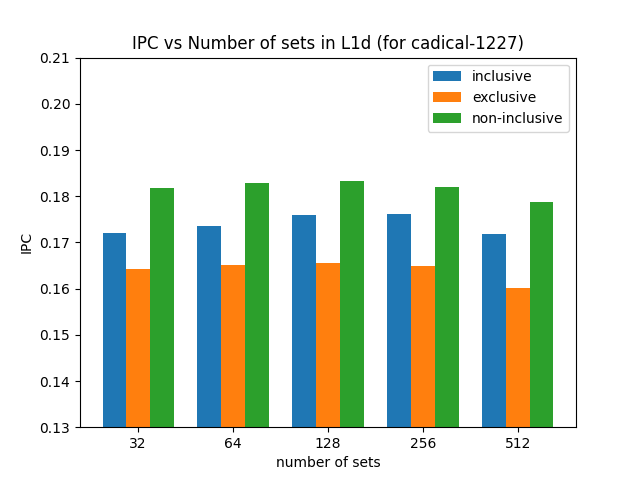 IPC vs Number of sets in L1d (for cadical-1227)
inclusive
exclusive
non-inclusive
0.21
0.20
0.19
0.18
0.17
0.16
0.15
0.14
0.13
IPC
32 64 128 256 512
number of sets